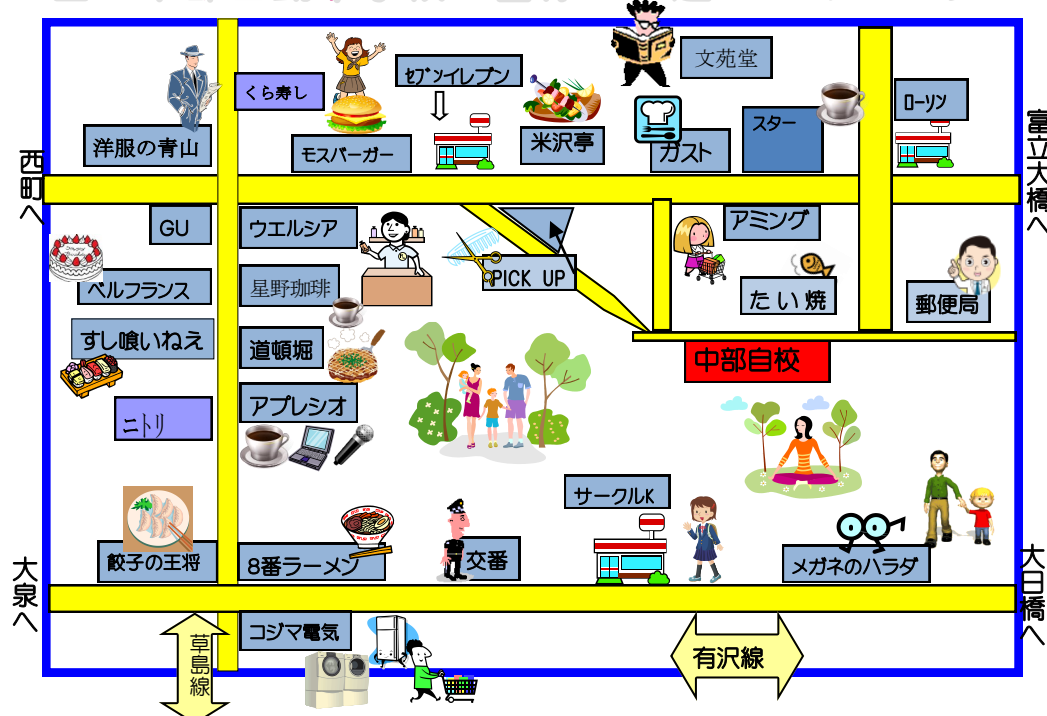 文苑堂
セブンイレブン
くら寿し
ローソン
スター
洋服の青山
モスバーガー
米沢亭
ガスト
西町へ
富立大橋へ
GU
ウエルシア
アミング
PICK UP
ベルフランス
星野珈琲
たい焼
郵便局
すし喰いねえ
道頓堀
中部自校
アプレシオ
ニトリ
サークルK
餃子の王将
8番ラーメン
交番
メガネのハラダ
大泉へ
大日橋へ
コジマ電気
草島線
有沢線